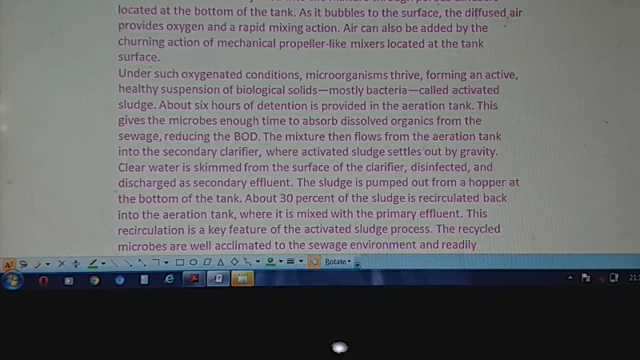 located at the bottom of the tank. As it bubbles to the surface, the diffused air
provides oxygen and a rapid mixing action. Air can also be added by the
churning action of mechanical propeller-like mixers located at the tank
surface.
Under such oxygenated conditions, microorganisms thrive, forming an active,
healthy suspension of biological solids—mostly bacteria—called activated
sludge. About six hours of detention is provided in the aeration tank. This
gives the microbes enough time to absorb dissolved organics from the
sewage, reducing the BOD. The mixture then flows from the aeration tank
into the secondary clarifier, where activated sludge settles out by gravity.
Clear water is skimmed from the surface of the clarifier, disinfected, and
discharged as secondary effluent. The sludge is pumped out from a hopper at
the bottom of the tank. About 30 percent of the sludge is recirculated back
into the aeration tank, where it is mixed with the primary effluent. This
recirculation is a key feature of the activated sludge process. The recycled
microbes are well acclimated to the sewage environment and readily
Rotate